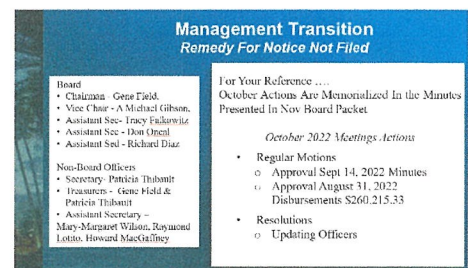 Management Transition
Remedy For Notice Not Filed
Board
• Chairman - Gene Field,
• Vice Chair - A Michael Gibson,
• Assistant Sec- Tracy Falkowitz
• Assistant Sec - Don Oneal
• Assistant Sed - Richard Diaz
Non-Board Officers
• Secretary- Patricia Thibault
• Treasurers - Gene Field &
Patricia Thibault
• Assistant Secretary –
Mary-Margaret Wilson, Raymond
Lotito, Howard MacGaffney
For Your Reference ….
October Actions Are Memorialized In the Minutes
Presented In Nov Board Packet
October 2022 Meetings Actions
• Regular Motions
o Approval Sept 14, 2022 Minutes
o Approval August 31, 2022
Disbursements $260,215.33
• Resolutions
o Updating Officers